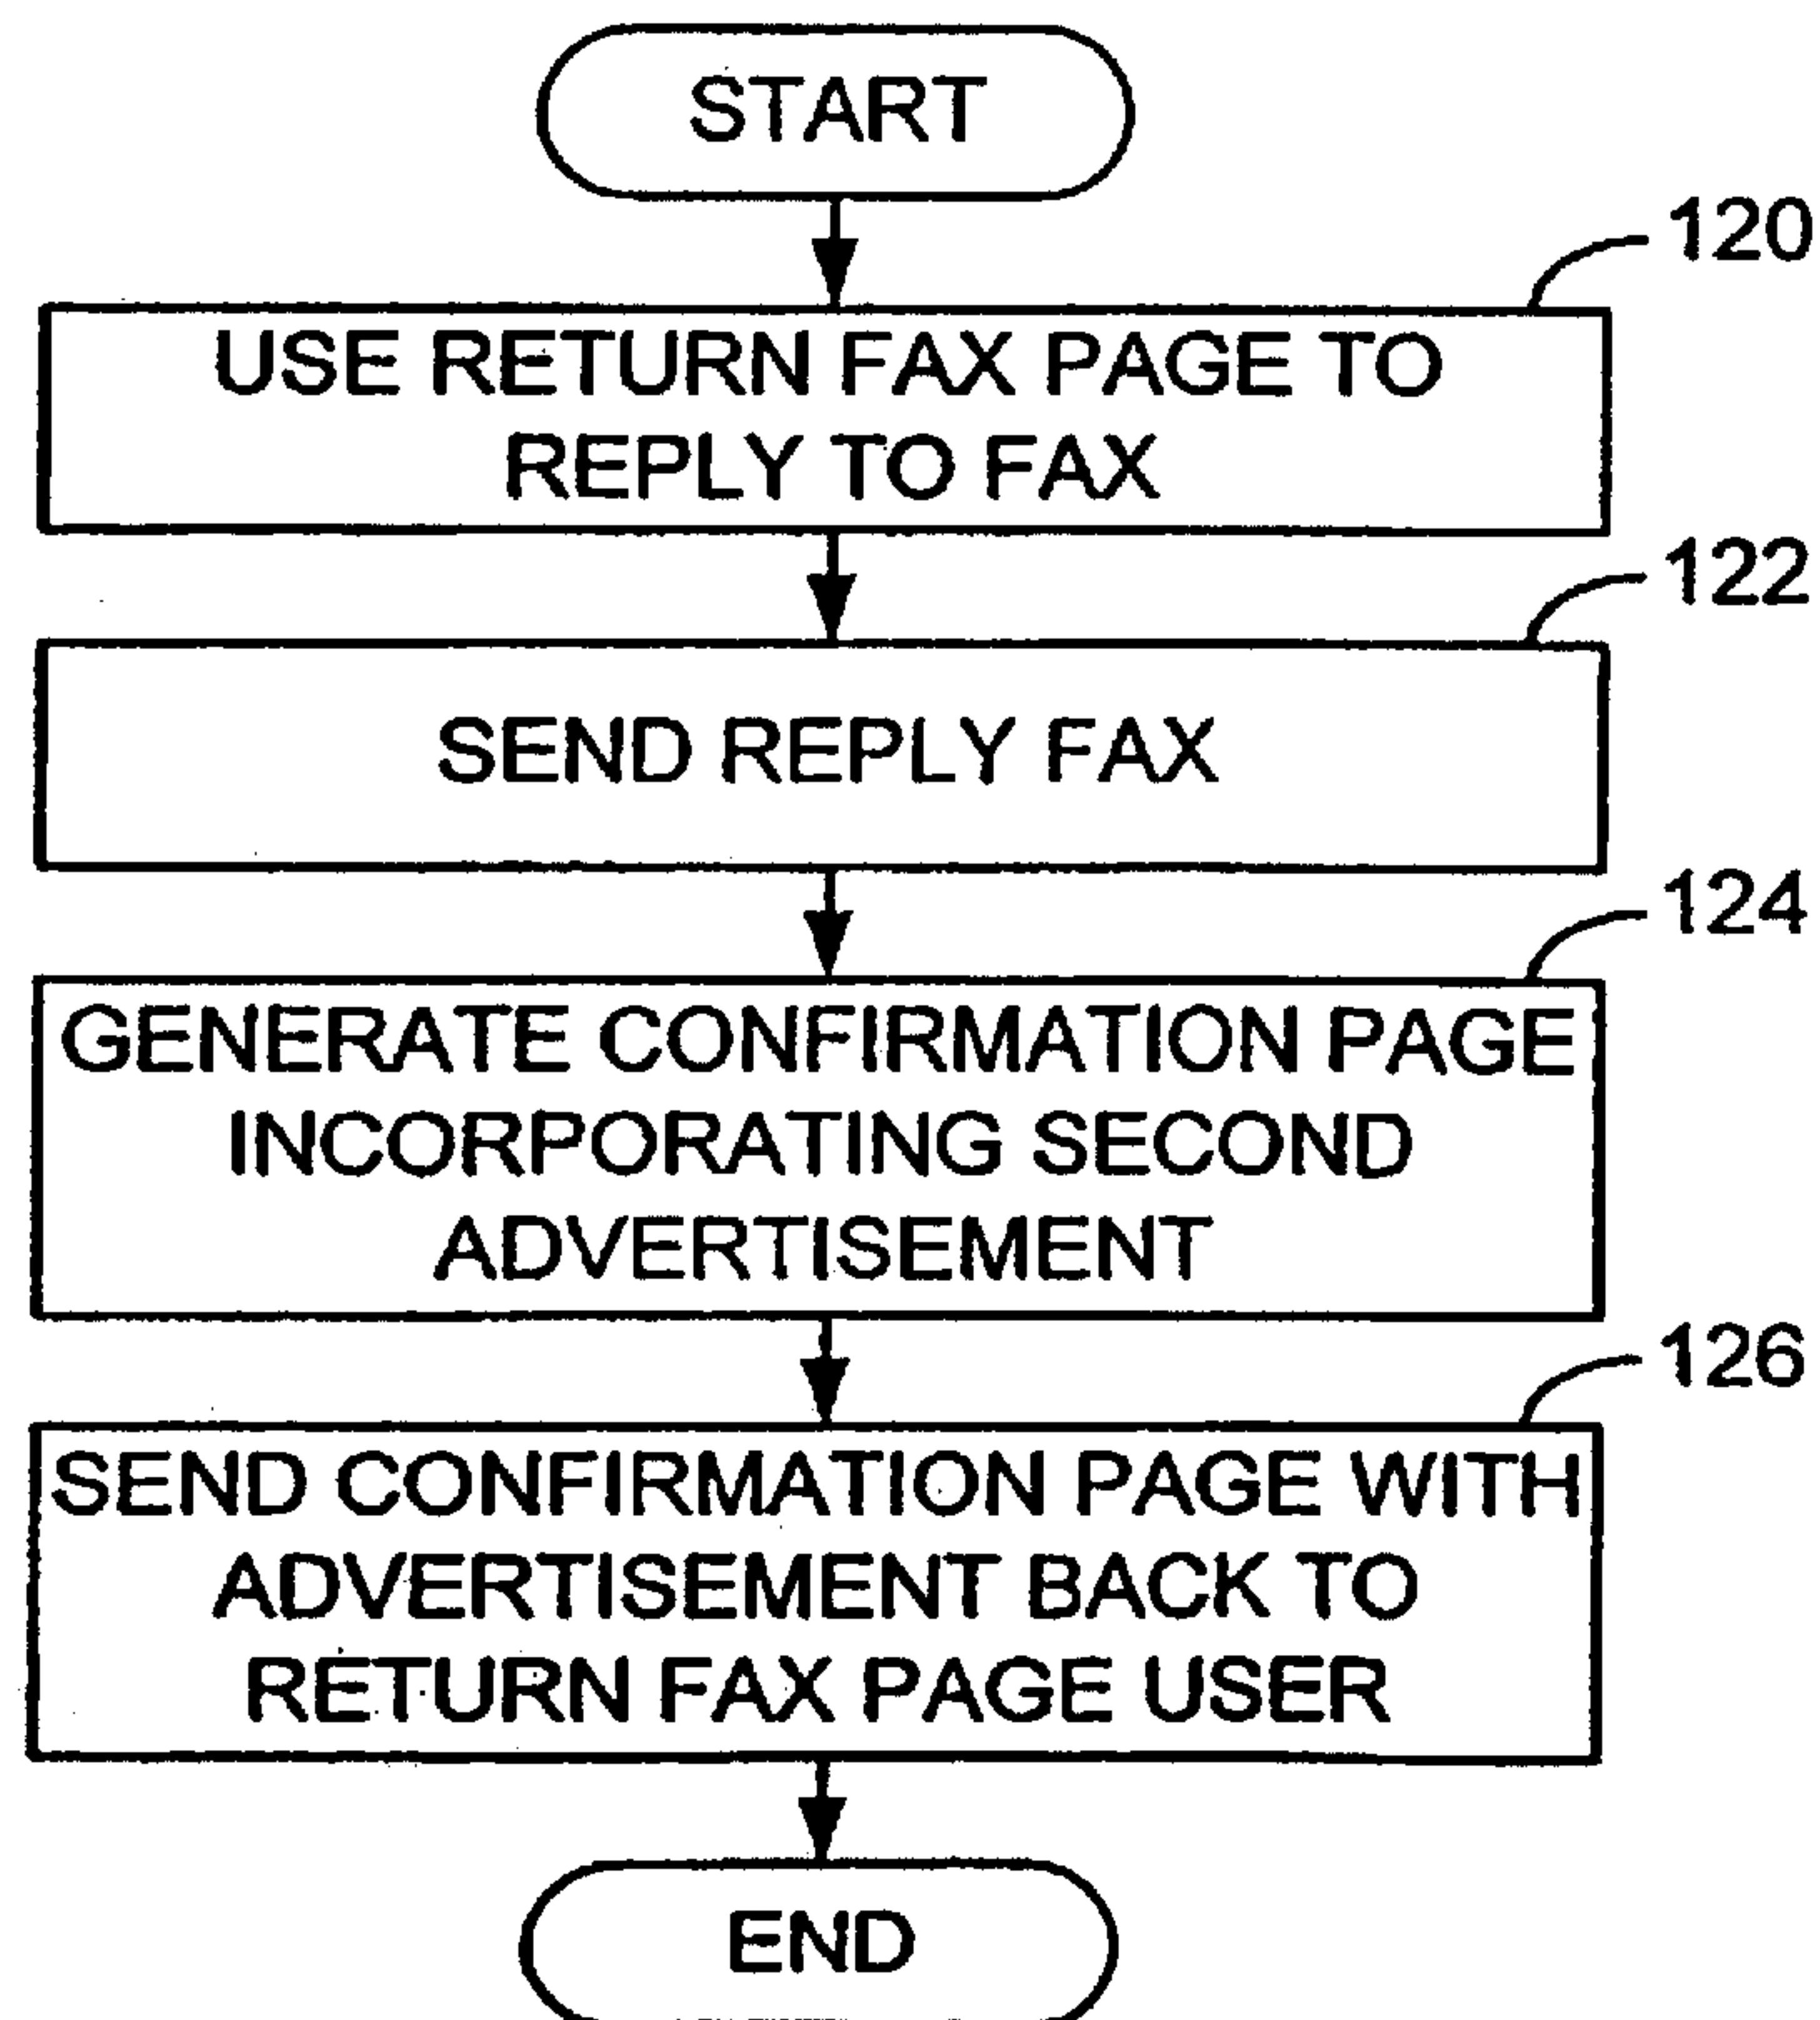 START
120
USE RETURN FAX PAGE TO
REPLY TO FAX
122
SEND REPLY FAX
124
GENERATE CONFIRMATION PAGE
INCORPORATING SECOND
ADVERTISEMENT
126
SEND CONFIRMATION PAGE WITH
ADVERTISEMENT BACK TO
RETURN FAX PAGE USER
END